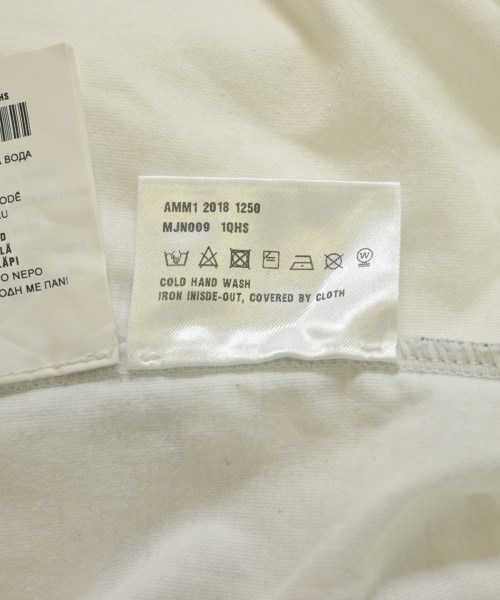 HS
ВОДА
ODĚ
U
D
LÄ
ÄPI
O NEPO
ΟΔΗ ΜΕ ΠΑΝΙ
AMM1 2018 1250
MJN009 1QHS
W
COLD HAND WASH
IRON INISDE-OUT, COVERED BY CLOTH